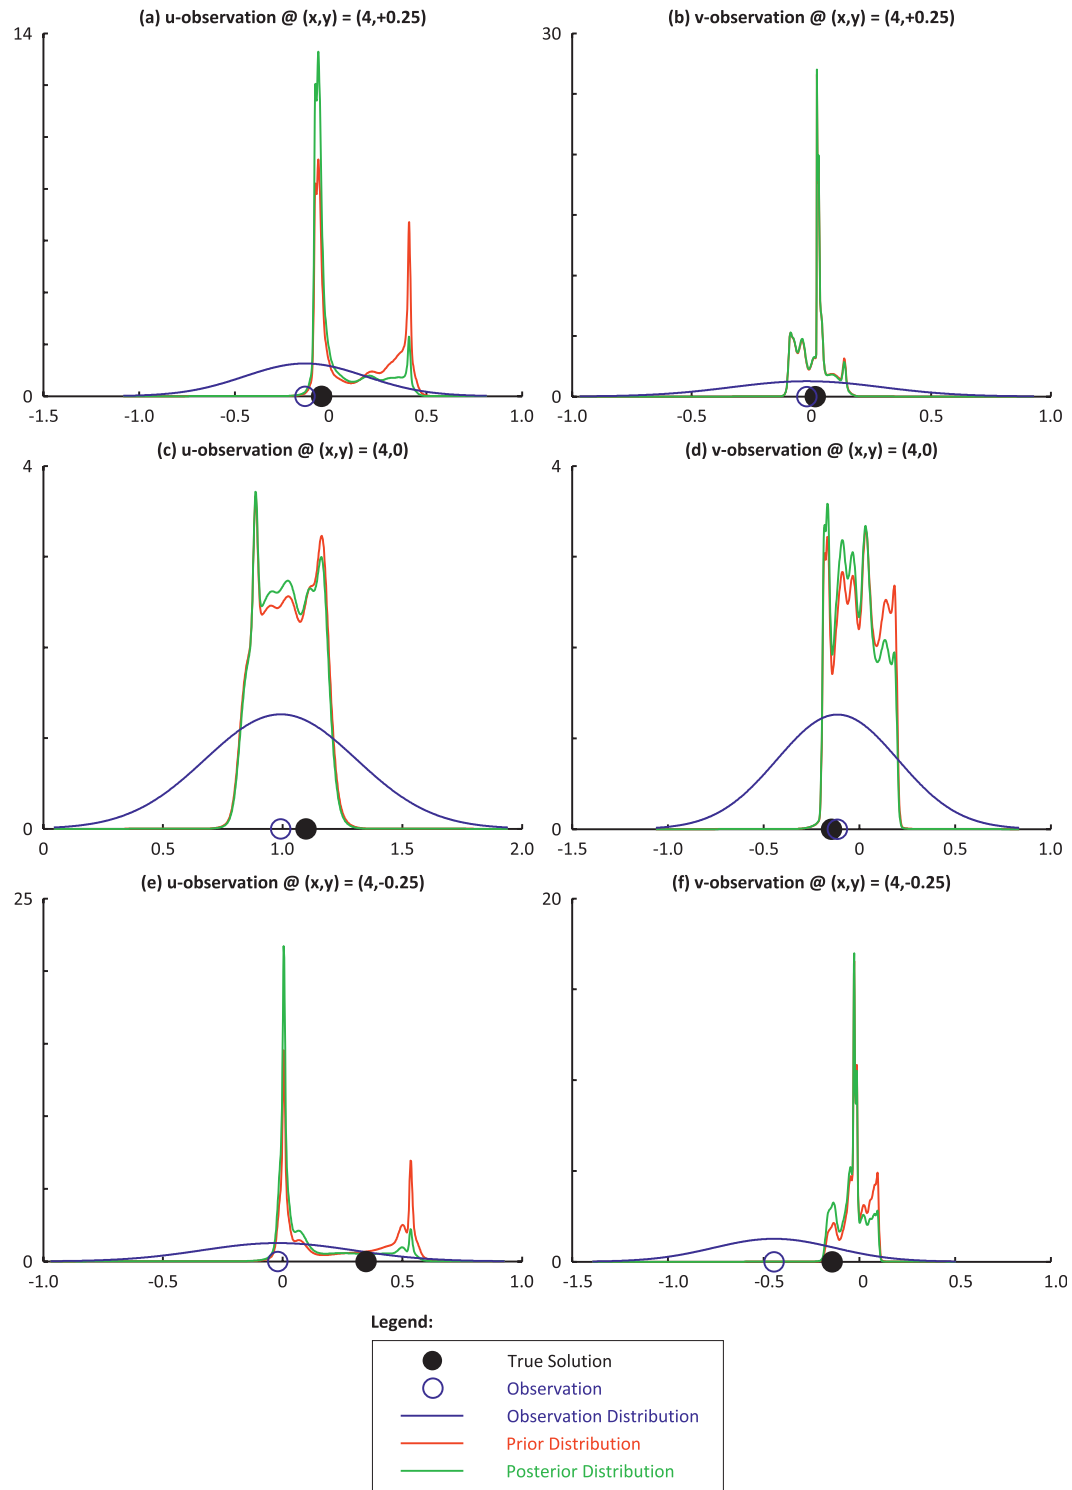 (a) u-observation @ (x,y) = (4,+0.25)
(b) v-observation @ (x,y) = (4,+0.25)
14
30
0
0
-1.5 -1.0 -0.5 0 0.5 1.0
-1.0 -0.5 0 0.5 1.0
(c) u-observation @ (x,y) = (4,0)
(d) v-observation @ (x,y) = (4,0)
4
4
0
0
0 0.5 1.0 1.5 2.0
-1.5 -1.0 -0.5 0 0.5 1.0
(e) u-observation @ (x,y) = (4,-0.25)
(f) v-observation @ (x,y) = (4,-0.25)
25
20
0
0
-1.0 -0.5 0 0.5 1.0
-1.5 -1.0 -0.5 0 0.5 1.0
Legend:
True Solution
Observation
Observation Distribution
Prior Distribution
Posterior Distribution